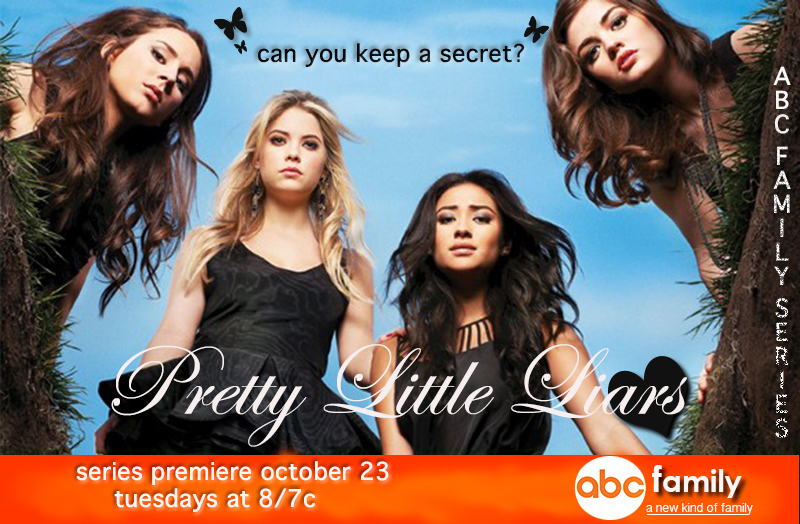 can you keep a secret?
ABC FAMILY SERIES
Pretty Little Liars
series premiere october 23
tuesdays at 8/7c
abc family
a new kind of family